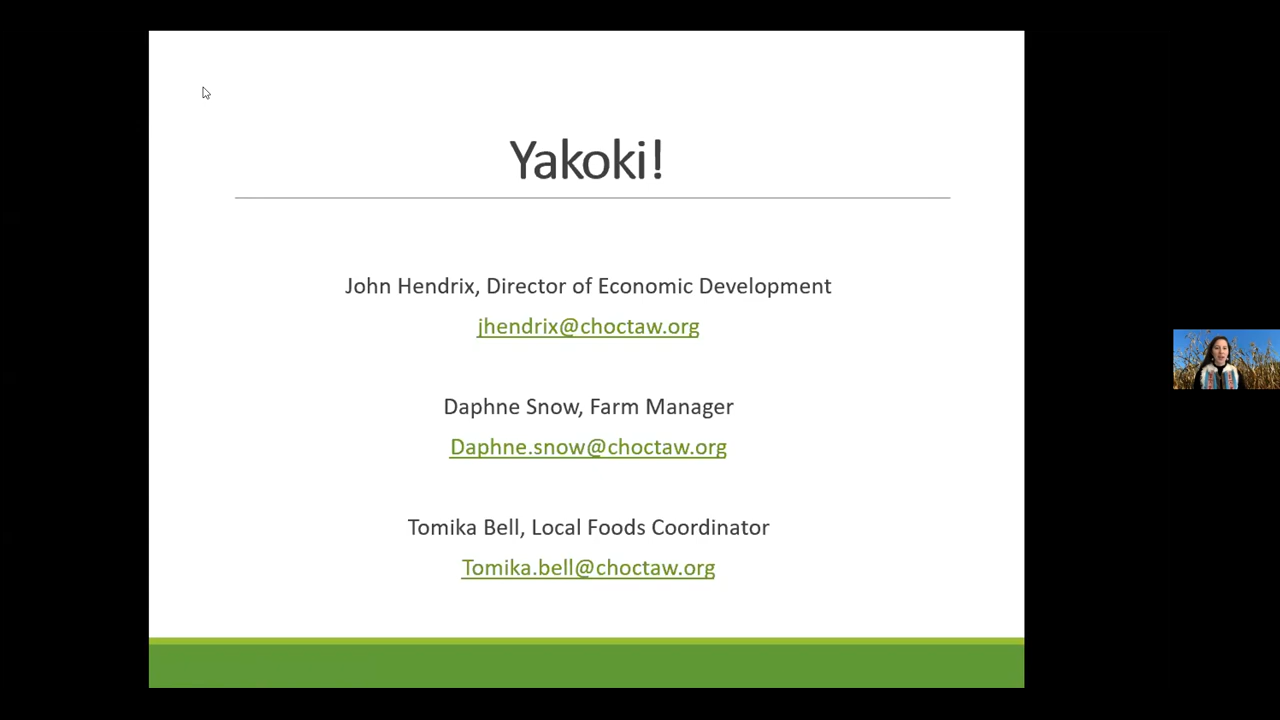 Yakoki!
John Hendrix, Director of Economic Development
jhendrix@choctaw.org
Daphne Snow, Farm Manager
Daphne.snow@choctaw.org
Tomika Bell, Local Foods Coordinator
Tomika.bell@choctaw.org